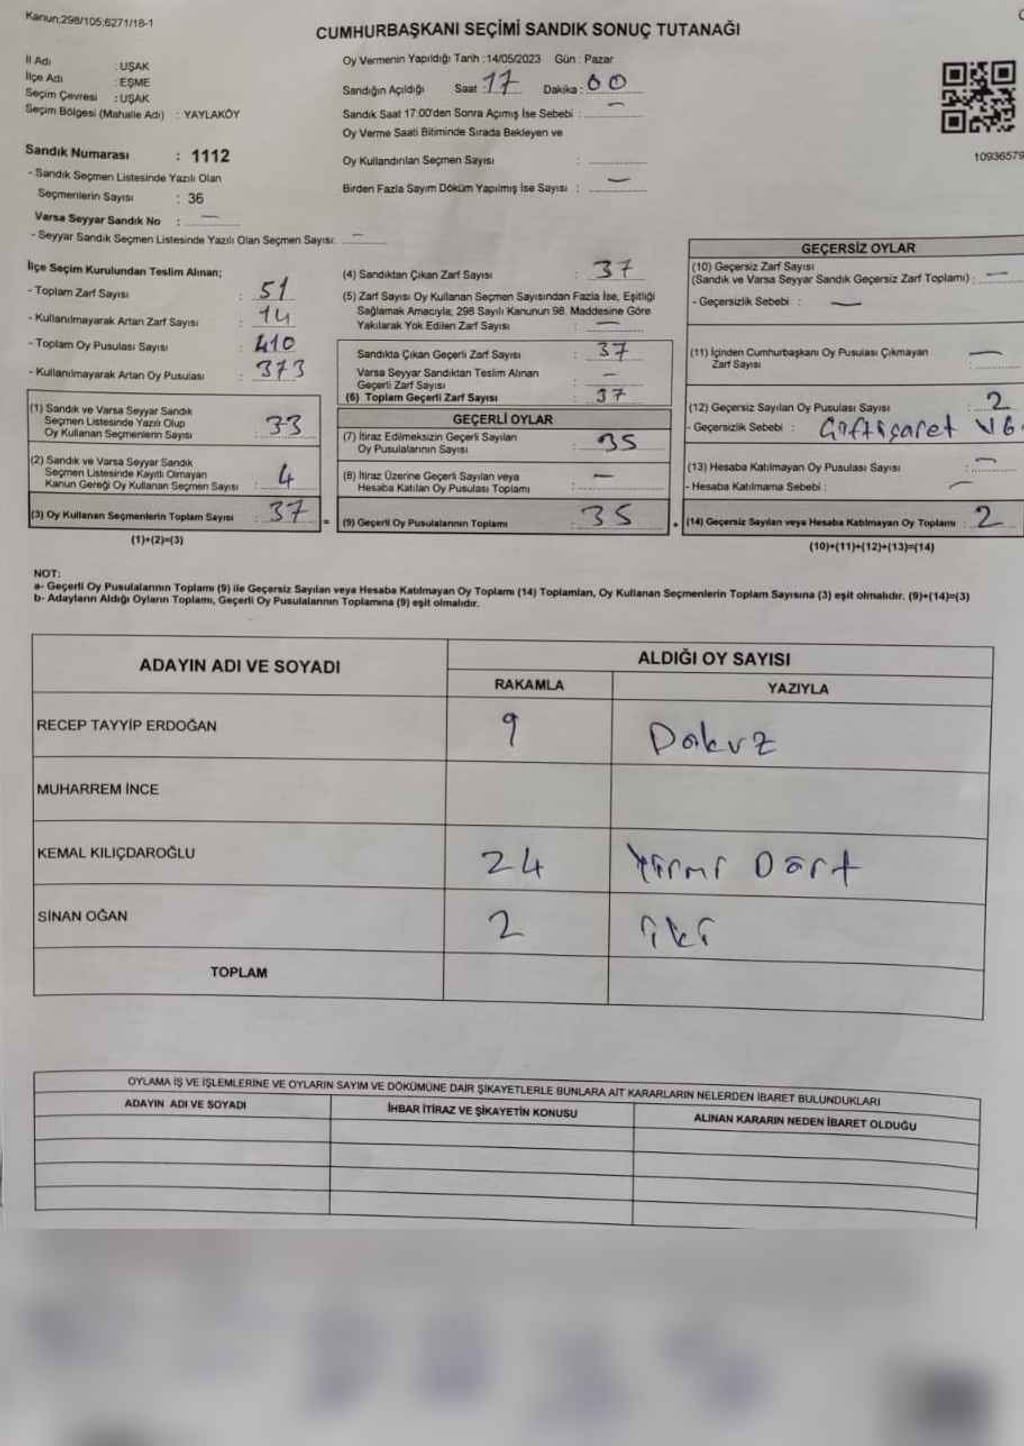 Kanun;298/105;6271/18-1
CUMHURBAŞKANI SEÇİMİ SANDIK SONUÇ TUTANAĞI
İl Adı : UŞAK
İlçe Adı : EŞME
Seçim Çevresi : UŞAK
Seçim Bölgesi (Mahalle Adı) : YAYLAKÖY
Sandık Numarası : 1112
- Sandık Seçmen Listesinde Yazılı Olan
Seçmenlerin Sayısı : 36
Varsa Seyyar Sandık No : —
- Seyyar Sandık Seçmen Listesinde Yazılı Olan Seçmen Sayısı: —
Oy Vermenin Yapıldığı Tarih :14/05/2023 Gün : Pazar
Sandığın Açıldığı Saat : 17 Dakika : 00
Sandık Saat 17:00'den Sonra Açımış İse Sebebi : —
Oy Verme Saati Bitiminde Sırada Bekleyen ve
Oy Kullandırılan Seçmen Sayısı :
Birden Fazla Sayım Döküm Yapılmış İse Sayısı : —
10936579
İlçe Seçim Kurulundan Teslim Alınan;
- Toplam Zarf Sayısı : 51
- Kullanılmayarak Artan Zarf Sayısı : 14
- Toplam Oy Pusulası Sayısı : 410
- Kullanılmayarak Artan Oy Pusulası : 373
(1) Sandık ve Varsa Seyyar Sandık
Seçmen Listesinde Yazılı Olup
Oy Kullanan Seçmenlerin Sayısı : 33
(2) Sandık ve Varsa Seyyar Sandık
Seçmen Listesinde Kayıtlı Olmayan
Kanun Gereği Oy Kullanan Seçmen Sayısı : 4
(3) Oy Kullanan Seçmenlerin Toplam Sayısı : 37
(1)+(2)=(3)
(4) Sandıktan Çıkan Zarf Sayısı : 37
(5) Zarf Sayısı Oy Kullanan Seçmen Sayısından Fazla İse, Eşitliği
Sağlamak Amacıyla; 298 Sayılı Kanunun 98. Maddesine Göre
Yakılarak Yok Edilen Zarf Sayısı : —
Sandıkta Çıkan Geçerli Zarf Sayısı : 37
Varsa Seyyar Sandıktan Teslim Alınan
Geçerli Zarf Sayısı : —
(6) Toplam Geçerli Zarf Sayısı : 37
GEÇERLİ OYLAR
(7) İtiraz Edilmeksizin Geçerli Sayılan
Oy Pusulalarının Sayısı : 35
(8) İtiraz Üzerine Geçerli Sayılan veya
Hesaba Katılan Oy Pusulası Toplamı : —
= (9) Geçerli Oy Pusulalarının Toplamı : 35
GEÇERSİZ OYLAR
(10) Geçersiz Zarf Sayısı
(Sandık ve Varsa Seyyar Sandık Geçersiz Zarf Toplamı) : —
- Geçersizlik Sebebi : —
(11) İçinden Cumhurbaşkanı Oy Pusulası Çıkmayan
Zarf Sayısı : —
(12) Geçersiz Sayılan Oy Pusulası Sayısı : 2
- Geçersizlik Sebebi : Çift işaret
(13) Hesaba Katılmayan Oy Pusulası Sayısı : —
- Hesaba Katılmama Sebebi : —
+ (14) Geçersiz Sayılan veya Hesaba Katılmayan Oy Toplamı : 2
(10)+(11)+(12)+(13)=(14)
NOT:
a- Geçerli Oy Pusulalarının Toplamı (9) ile Geçersiz Sayılan veya Hesaba Katılmayan Oy Toplamı (14) Toplamları, Oy Kullanan Seçmenlerin Toplam Sayısına (3) eşit olmalıdır. (9)+(14)=(3)
b- Adayların Aldığı Oyların Toplamı, Geçerli Oy Pusulalarının Toplamına (9) eşit olmalıdır.
ADAYIN ADI VE SOYADI
ALDIĞI OY SAYISI
RAKAMLA YAZIYLA
RECEP TAYYİP ERDOĞAN 9 Dokuz
MUHARREM İNCE
KEMAL KILIÇDAROĞLU 24 Yirmi Dört
SİNAN OĞAN 2 iki
TOPLAM
OYLAMA İŞ VE İŞLEMLERİNE VE OYLARIN SAYIM VE DÖKÜMÜNE DAİR ŞİKAYETLERLE BUNLARA AİT KARARLARIN NELERDEN İBARET BULUNDUKLARI
ADAYIN ADI VE SOYADI İHBAR İTİRAZ VE ŞİKAYETİN KONUSU ALINAN KARARIN NEDEN İBARET OLDUĞU